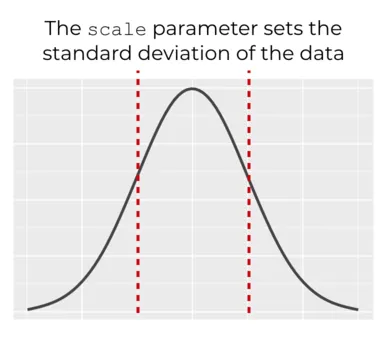 The scale parameter sets the
standard deviation of the data